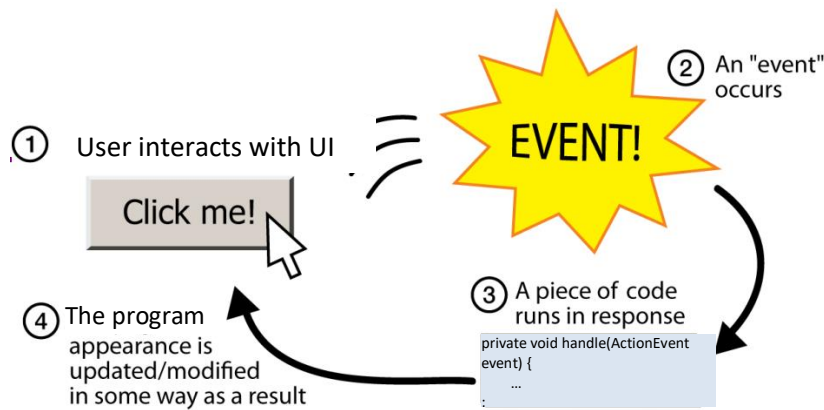 1 User interacts with UI
Click me!
EVENT!
2 An "event"
occurs
3 A piece of code
runs in response
private void handle(ActionEvent
event) {
...
:
4 The program
appearance is
updated/modified
in some way as a result